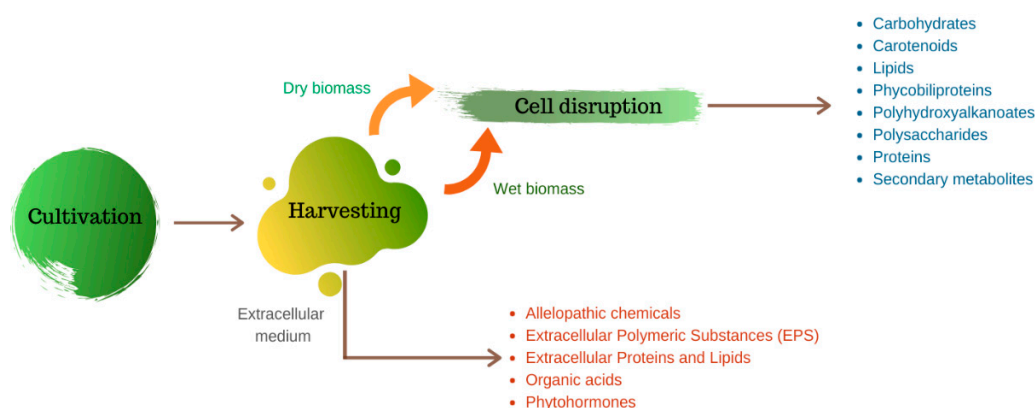 Cultivation
Harvesting
Dry biomass
Wet biomass
Cell disruption
• Carbohydrates
• Carotenoids
• Lipids
• Phycobiliproteins
• Polyhydroxyalkanoates
• Polysaccharides
• Proteins
• Secondary metabolites
Extracellular
medium
• Allelopathic chemicals
• Extracellular Polymeric Substances (EPS)
• Extracellular Proteins and Lipids
• Organic acids
• Phytohormones